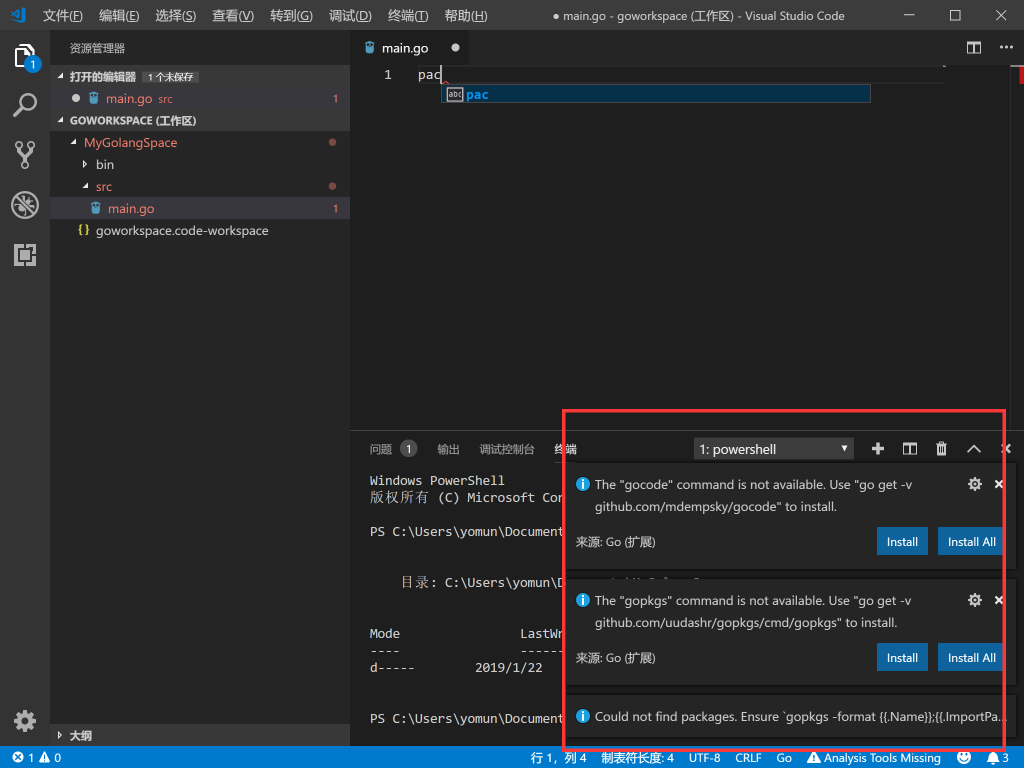 文件(F) 编辑(E) 选择(S) 查看(V) 转到(G) 调试(D) 终端(T) 帮助(H) ● main.go - goworkspace (工作区) - Visual Studio Code
资源管理器
main.go
1
打开的编辑器 1 个未保存
main.go src 1
GOWORKSPACE (工作区)
MyGolangSpace
bin
src
main.go 1
{} goworkspace.code-workspace
大纲
1 pac
abc pac
问题 1 输出 调试控制台 终端 1: powershell
Windows PowerShell
版权所有 (C) Microsoft Cor
PS C:\Users\yomun\Document
目录: C:\Users\yomun\D
Mode LastWr
---- ------
d----- 2019/1/22
PS C:\Users\yomun\Document
The "gocode" command is not available. Use "go get -v
github.com/mdempsky/gocode" to install.
来源: Go (扩展) Install Install All
The "gopkgs" command is not available. Use "go get -v
github.com/uudashr/gopkgs/cmd/gopkgs" to install.
来源: Go (扩展) Install Install All
Could not find packages. Ensure `gopkgs -format {{.Name}};{{.ImportPa...
1 0 行 1，列 4 制表符长度: 4 UTF-8 CRLF Go Analysis Tools Missing 3